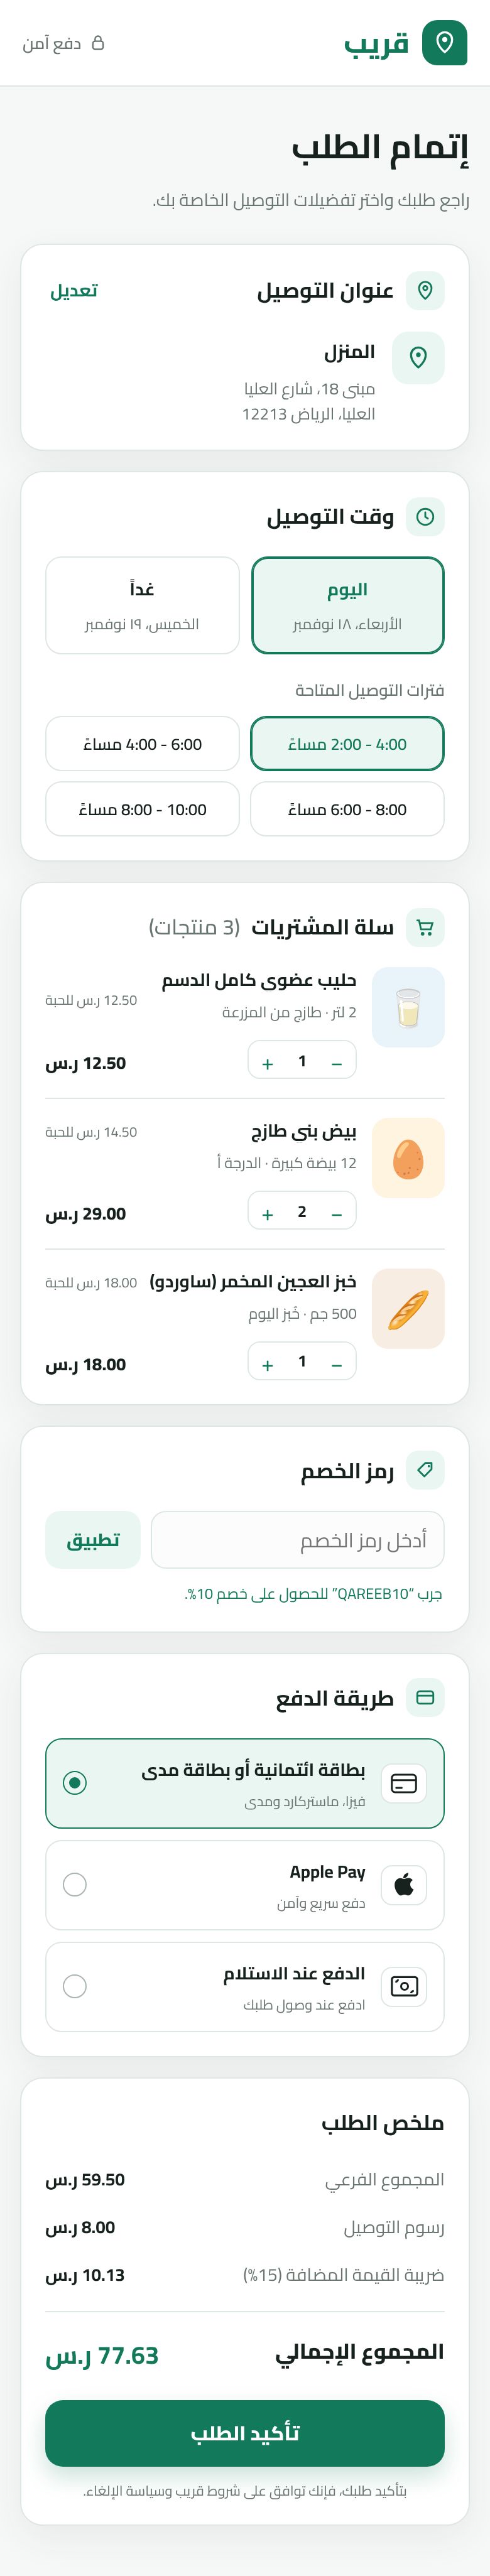 قريب
دفع آمن
إتمام الطلب
راجع طلبك واختر تفضيلات التوصيل الخاصة بك.
عنوان التوصيل
تعديل
المنزل
مبنى 18، شارع العليا
العليا، الرياض 12213
وقت التوصيل
اليوم
الأربعاء، ١٨ نوفمبر
غداً
الخميس، ١٩ نوفمبر
فترات التوصيل المتاحة
2:00 - 4:00 مساءً
4:00 - 6:00 مساءً
6:00 - 8:00 مساءً
8:00 - 10:00 مساءً
سلة المشتريات (3 منتجات)
حليب عضوي كامل الدسم
12.50 ر.س للحبة
2 لتر · طازج من المزرعة
− 1 +
12.50 ر.س
بيض بني طازج
14.50 ر.س للحبة
12 بيضة كبيرة · الدرجة أ
− 2 +
29.00 ر.س
خبز العجين المخمر (ساوردو)
18.00 ر.س للحبة
500 جم · خُبز اليوم
− 1 +
18.00 ر.س
رمز الخصم
أدخل رمز الخصم
تطبيق
جرب "QAREEB10" للحصول على خصم 10%.
طريقة الدفع
بطاقة ائتمانية أو بطاقة مدى
فيزا، ماستركارد ومدى
Apple Pay
دفع سريع وآمن
الدفع عند الاستلام
ادفع عند وصول طلبك
ملخص الطلب
المجموع الفرعي
59.50 ر.س
رسوم التوصيل
8.00 ر.س
ضريبة القيمة المضافة (15%)
10.13 ر.س
المجموع الإجمالي
77.63 ر.س
تأكيد الطلب
بتأكيد طلبك، فإنك توافق على شروط قريب وسياسة الإلغاء.